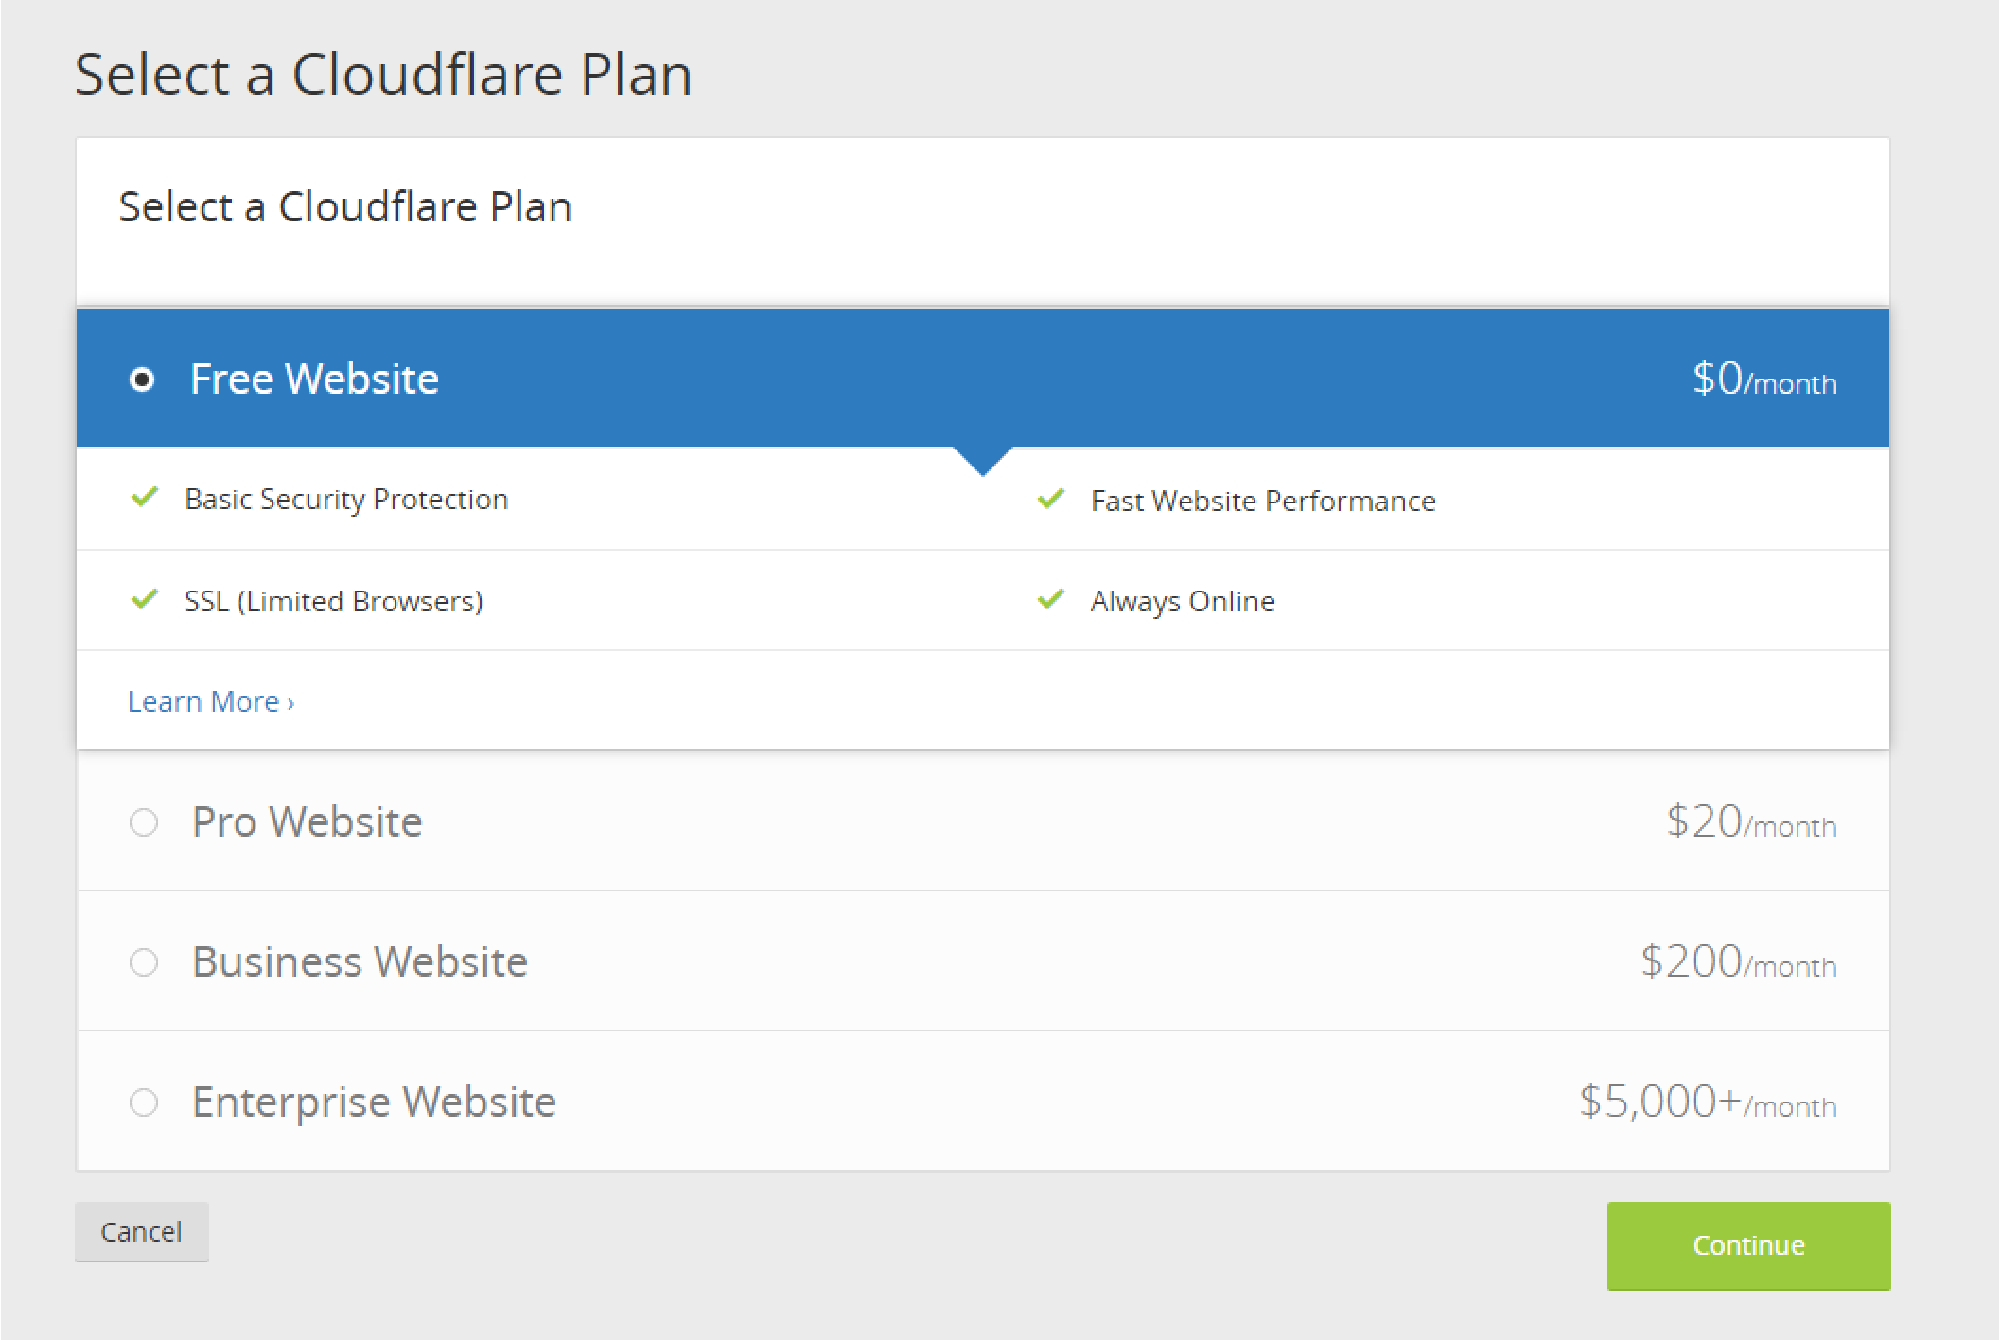 Select a Cloudflare Plan
Select a Cloudflare Plan
Free Website $0/month
Basic Security Protection Fast Website Performance
SSL (Limited Browsers) Always Online
Learn More ›
Pro Website $20/month
Business Website $200/month
Enterprise Website $5,000+/month
Cancel Continue